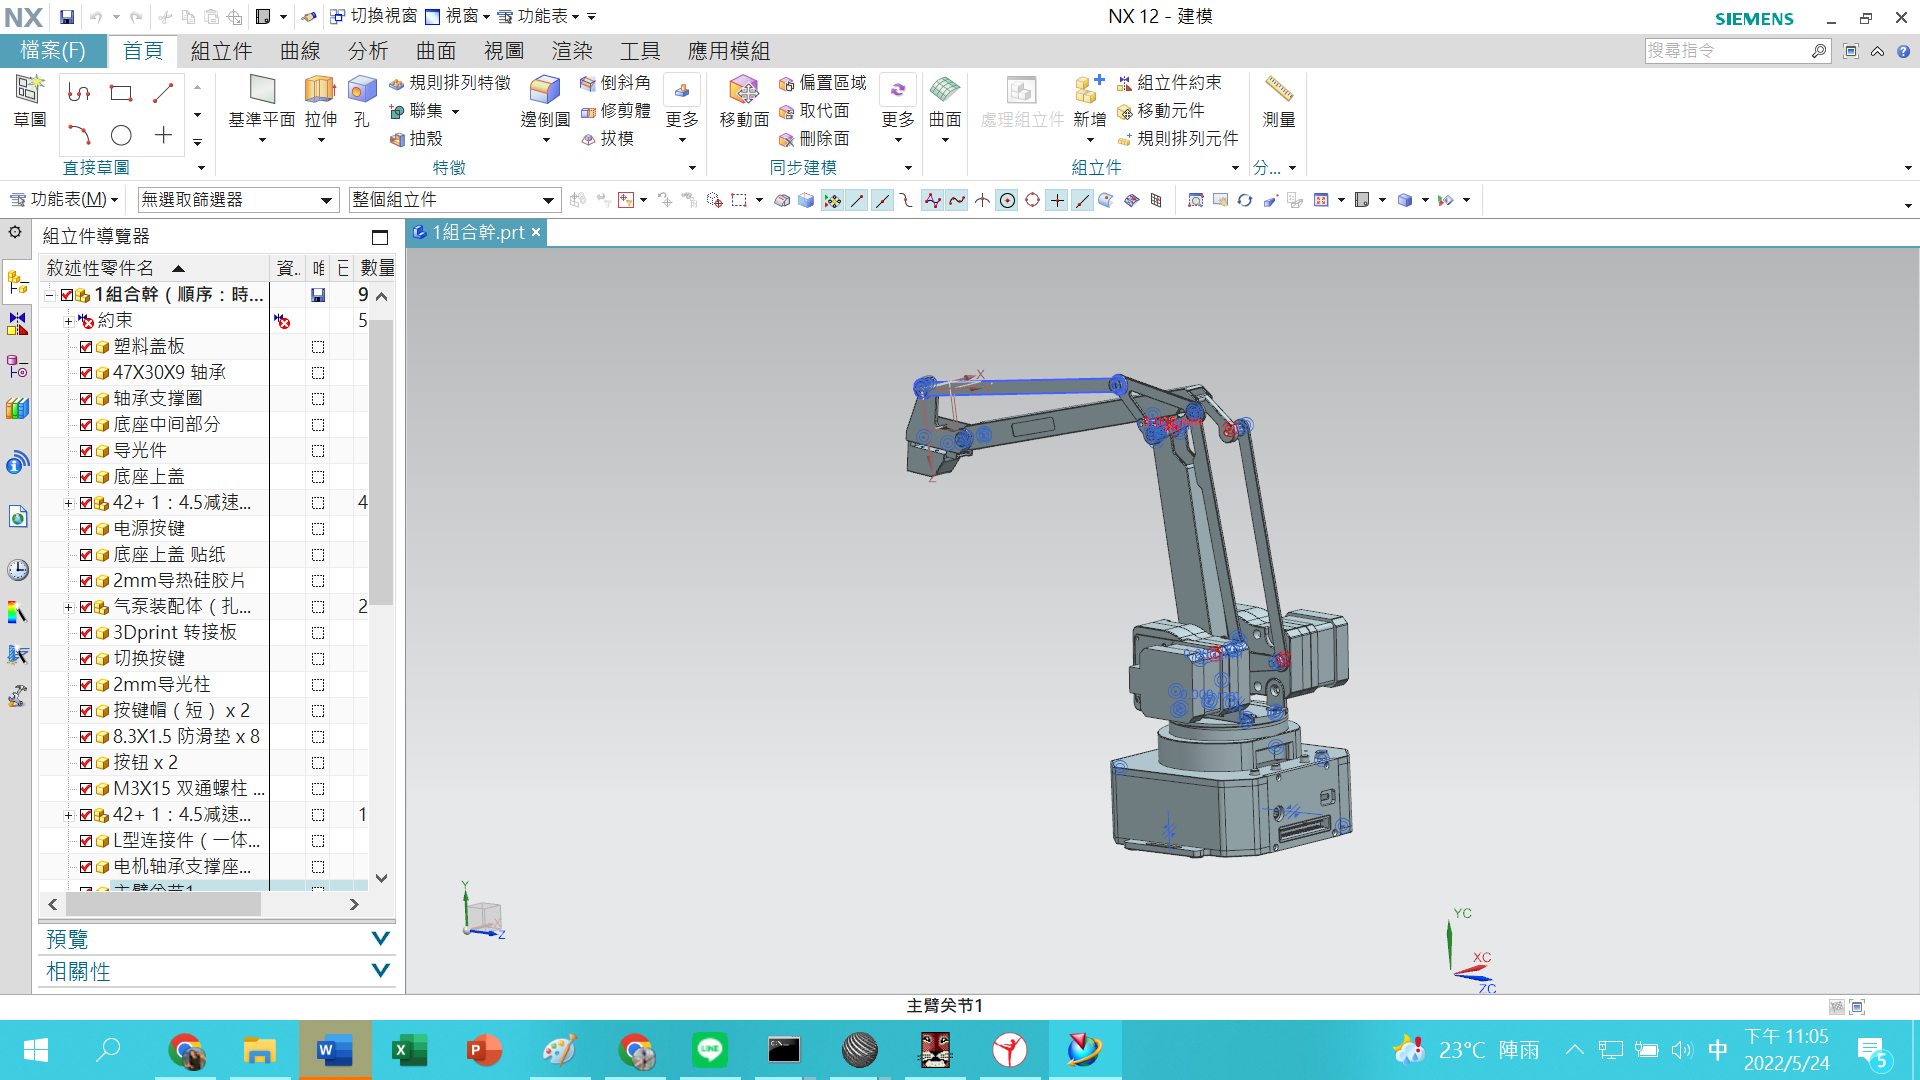 NX
切換視窗
視窗
功能表
NX 12 - 建模
SIEMENS
檔案(F)
首頁
組立件
曲線
分析
曲面
視圖
渲染
工具
應用模組
搜尋指令
草圖
直接草圖
基準平面
拉伸
孔
規則排列特徵
聯集
抽殼
邊倒圓
倒斜角
修剪體
拔模
更多
特徵
移動面
偏置區域
取代面
刪除面
更多
同步建模
曲面
處理組立件
新增
組立件約束
移動元件
規則排列元件
組立件
測量
分...
功能表(M)
無選取篩選器
整個組立件
組立件導覽器
1組合幹.prt
敘述性零件名
資..
數量
1組合幹 ( 順序 : 時...
9
約束
5
塑料盖板
47X30X9 轴承
轴承支撑圈
底座中间部分
导光件
底座上盖
42+ 1 : 4.5减速...
4
电源按键
底座上盖 贴纸
2mm导热硅胶片
气泵装配体 ( 扎...
2
3Dprint 转接板
切换按键
2mm导光柱
按键帽 ( 短 ) x 2
8.3X1.5 防滑垫 x 8
按钮 x 2
M3X15 双通螺柱 ...
42+ 1 : 4.5减速...
1
L型连接件 ( 一体...
电机轴承支撑座...
預覽
相關性
X
Z
Y
X
Z
YC
XC
ZC
主臂关节1
23°C 陣雨
中
下午 11:05
2022/5/24
5